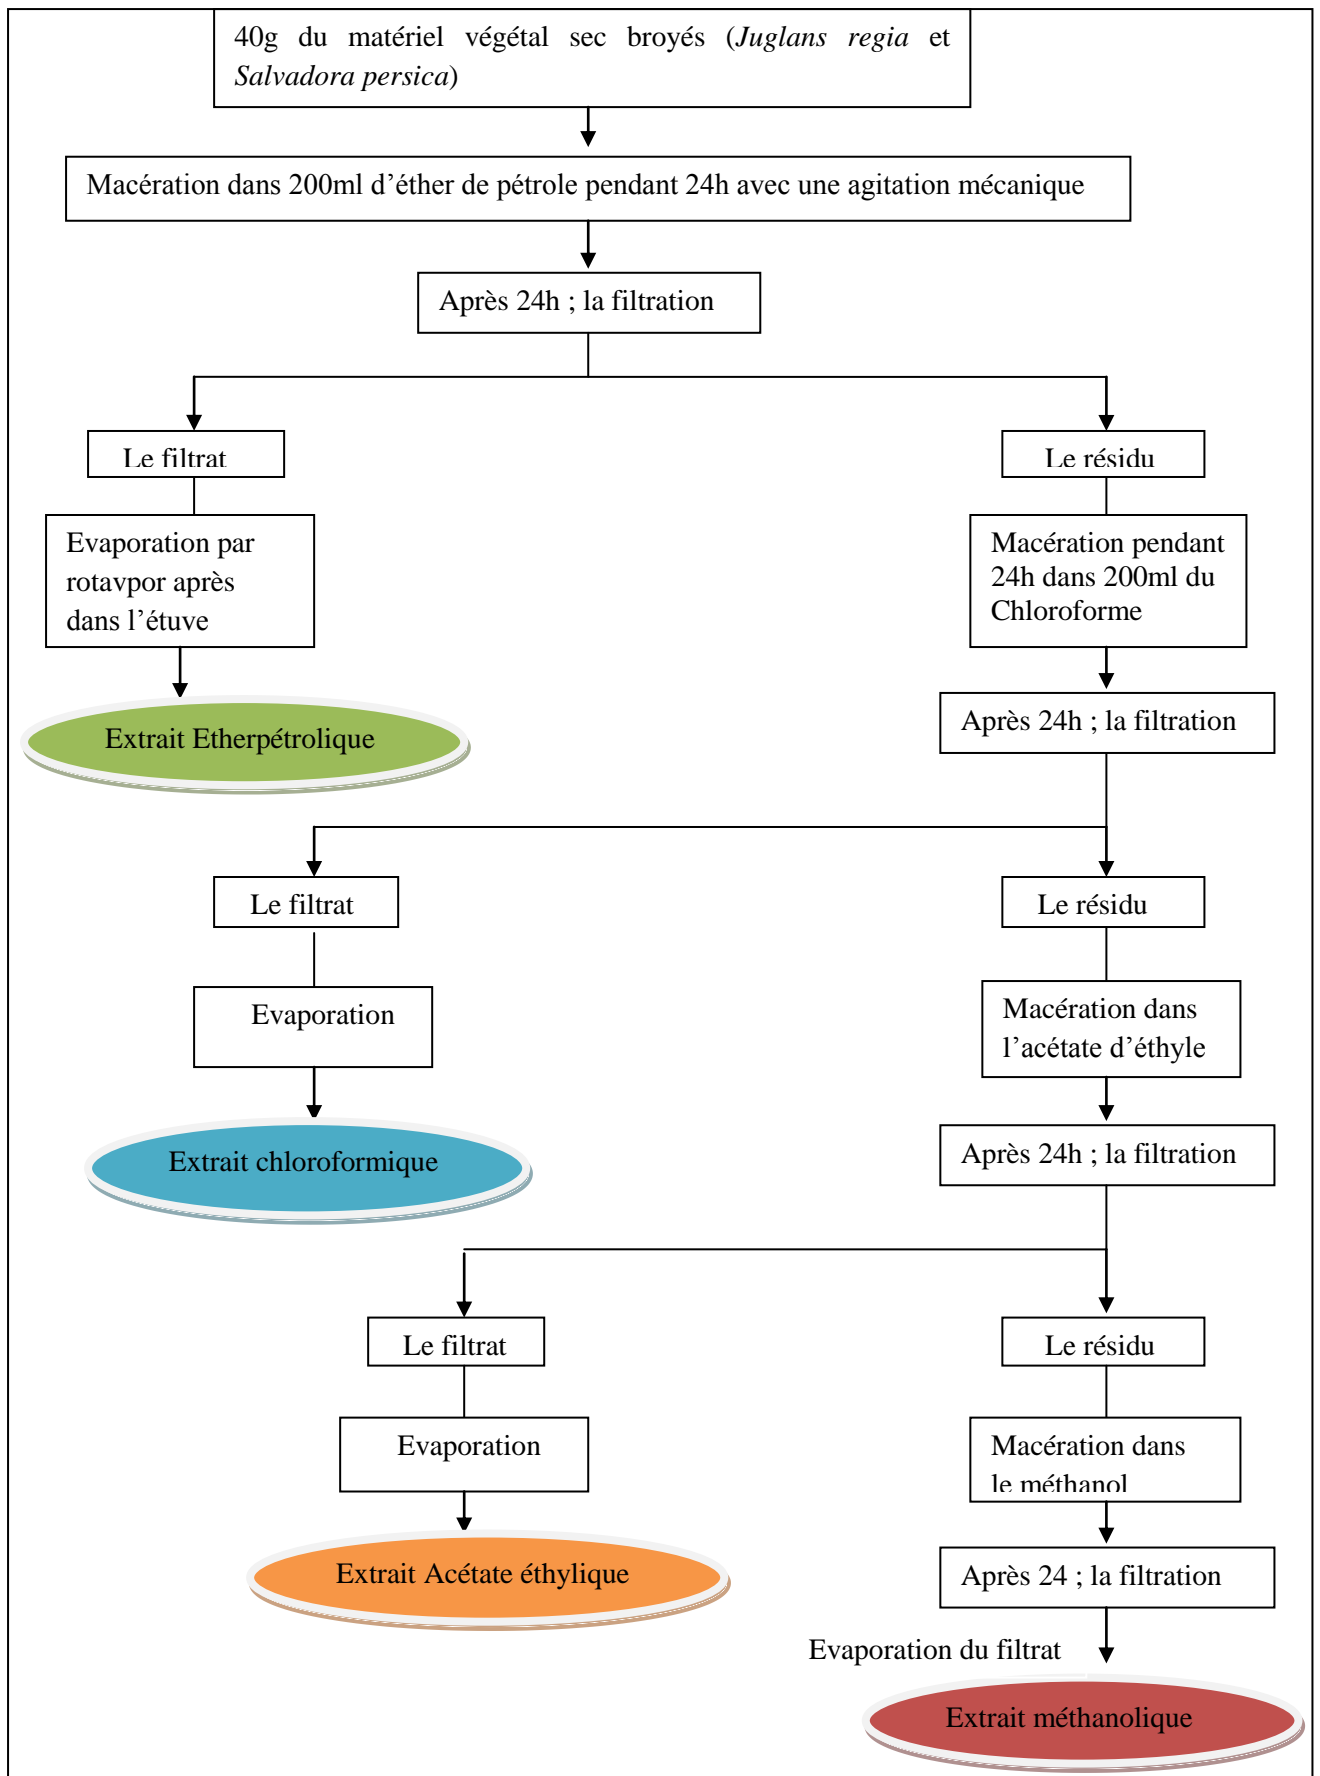 40g du matériel végétal sec broyés (Juglans regia et
Salvadora persica)
Macération dans 200ml d’éther de pétrole pendant 24h avec une agitation mécanique
Après 24h ; la filtration
Le filtrat
Le résidu
Evaporation par
rotavpor après
dans l’étuve
Macération pendant
24h dans 200ml du
Chloroforme
Extrait Etherpétrolique
Après 24h ; la filtration
Le filtrat
Le résidu
Evaporation
Macération dans
l’acétate d’éthyle
Extrait chloroformique
Après 24h ; la filtration
Le filtrat
Le résidu
Evaporation
Macération dans
le méthanol
Extrait Acétate éthylique
Après 24 ; la filtration
Evaporation du filtrat
Extrait méthanolique